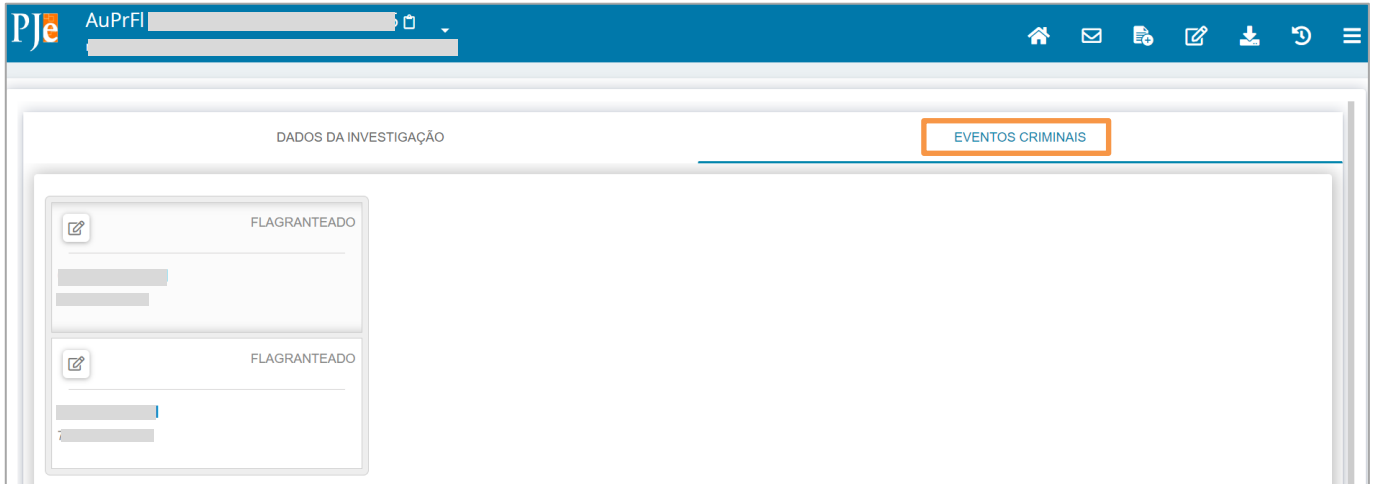 PJe
AuPrFl
DADOS DA INVESTIGAÇÃO
EVENTOS CRIMINAIS
FLAGRANTEADO
FLAGRANTEADO